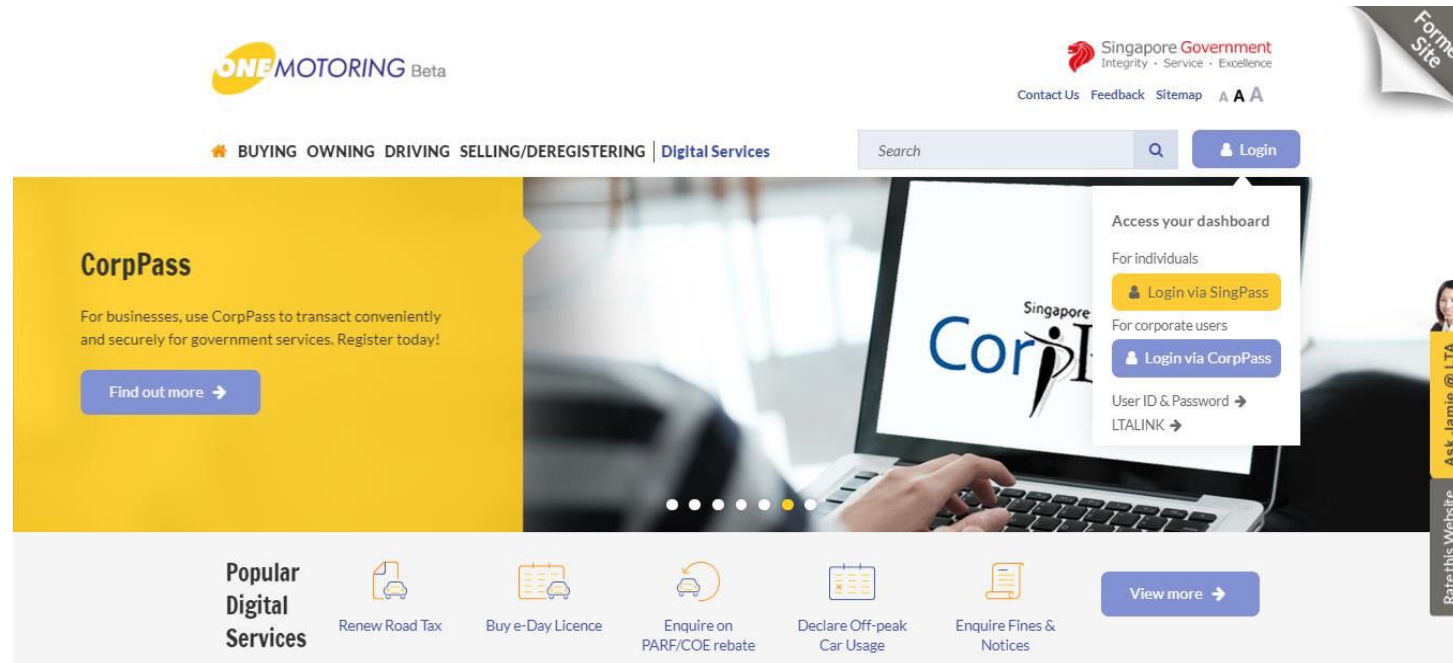 ONE MOTORING Beta
Singapore Government
Integrity · Service · Excellence
Contact Us Feedback Sitemap A A A
BUYING OWNING DRIVING SELLING/DEREGISTERING | Digital Services
Search
Login
Access your dashboard
For individuals
Login via SingPass
For corporate users
Login via CorpPass
User ID & Password
LTALINK
CorpPass
For businesses, use CorpPass to transact conveniently
and securely for government services. Register today!
Find out more
Singapore
Popular
Digital
Services
Renew Road Tax
Buy e-Day Licence
Enquire on
PARF/COE rebate
Declare Off-peak
Car Usage
Enquire Fines &
Notices
View more
Site
Ask Jamie @ LTA
Rate this Website